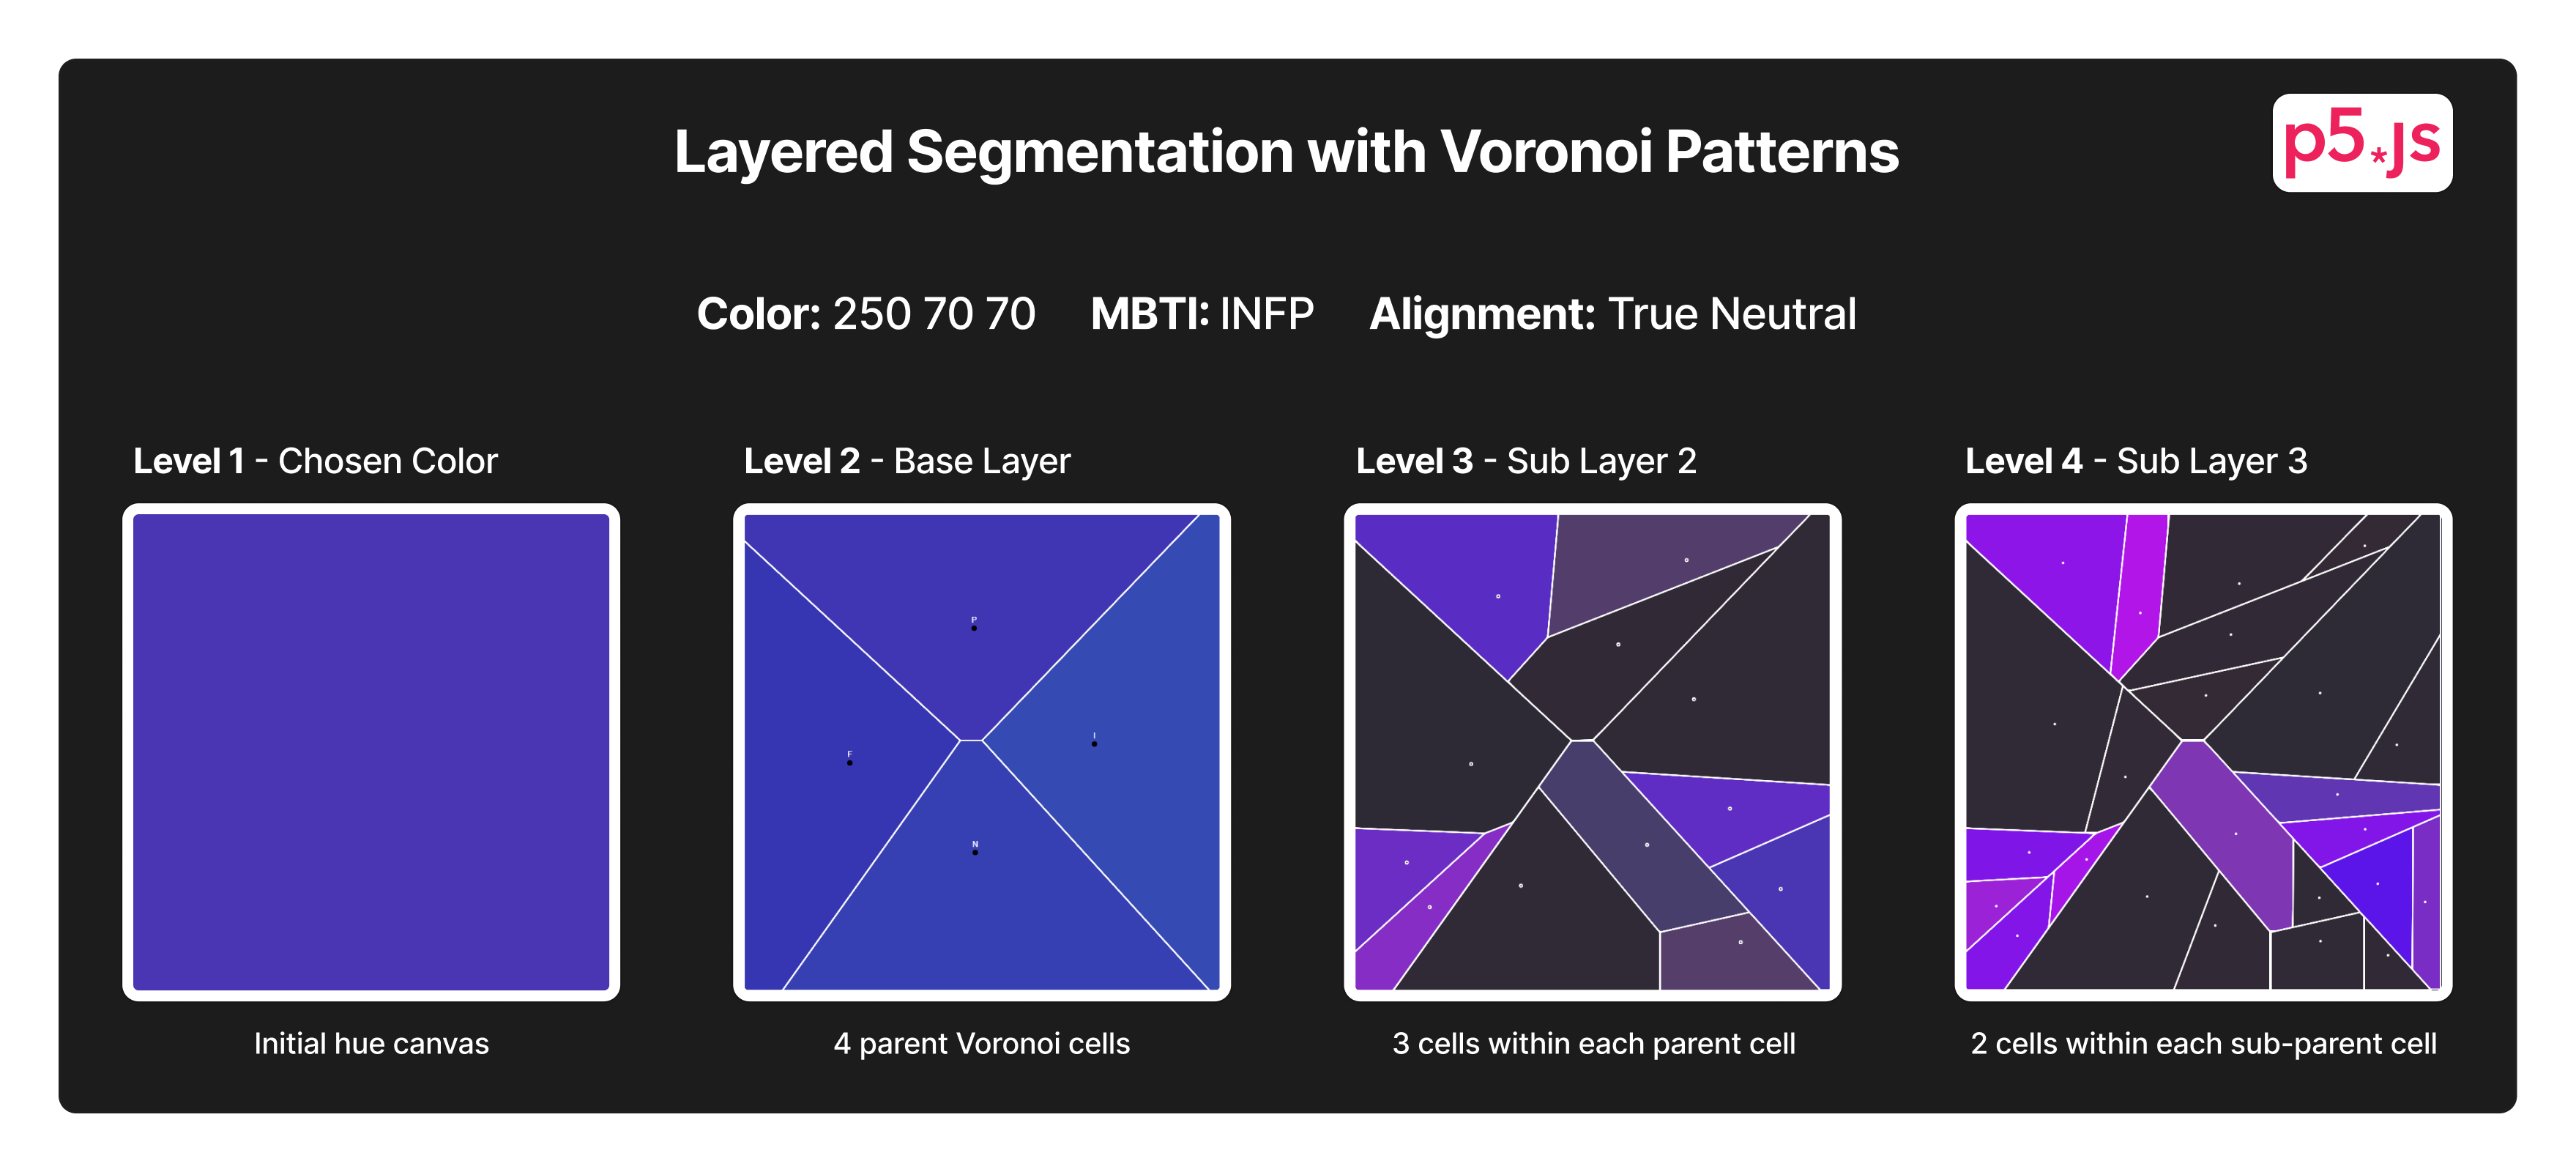 Layered Segmentation with Voronoi Patterns
p5*js
Color: 250 70 70 MBTI: INFP Alignment: True Neutral
Level 1 - Chosen Color
Level 2 - Base Layer
Level 3 - Sub Layer 2
Level 4 - Sub Layer 3
P
I
F
N
Initial hue canvas
4 parent Voronoi cells
3 cells within each parent cell
2 cells within each sub-parent cell